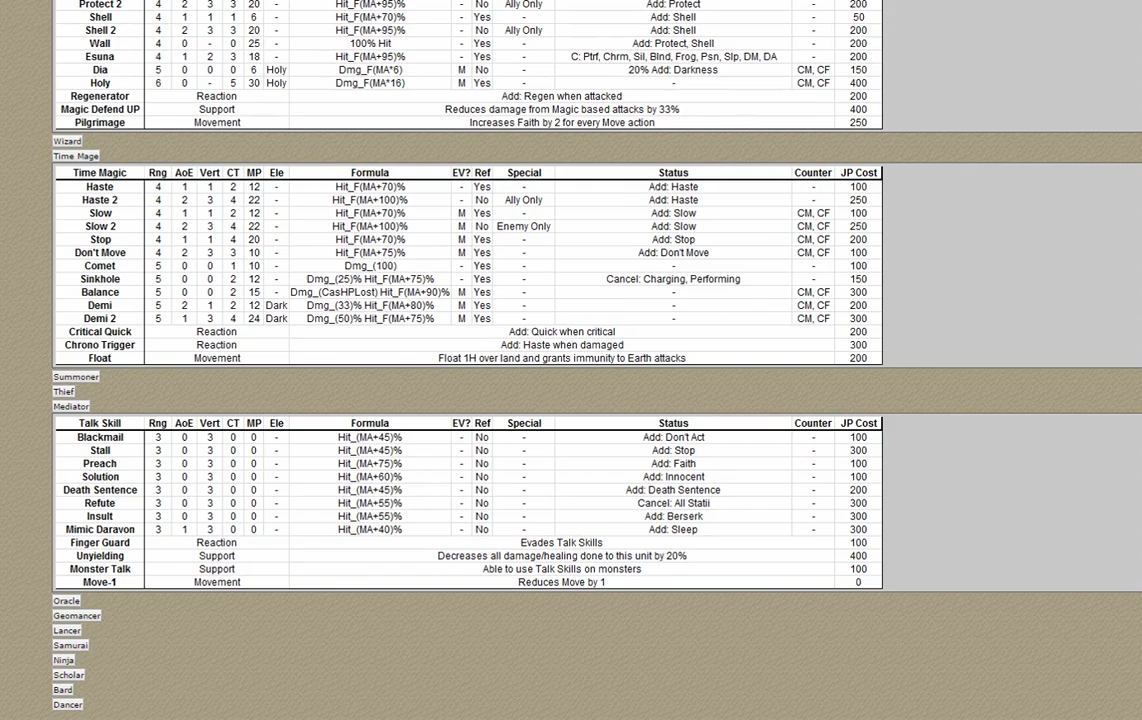 Protect 2 4 2 3 3 20 - Hit_F(MA+95)% - No Ally Only Add: Protect - 200
Shell 4 1 1 1 6 - Hit_F(MA+70)% - Yes - Add: Shell - 50
Shell 2 4 2 3 3 20 - Hit_F(MA+95)% - No Ally Only Add: Shell - 200
Wall 4 0 - 0 25 - 100% Hit - Yes - Add: Protect, Shell - 200
Esuna 4 1 2 3 18 - Hit_F(MA+95)% - Yes - C: Ptrf, Chrm, Sil, Blnd, Frog, Psn, Slp, DM, DA - 200
Dia 5 0 0 0 6 Holy Dmg_F(MA*6) M No - 20% Add: Darkness CM, CF 150
Holy 6 0 - 5 30 Holy Dmg_F(MA*16) M Yes - - CM, CF 400
Regenerator Reaction Add: Regen when attacked 200
Magic Defend UP Support Reduces damage from Magic based attacks by 33% 400
Pilgrimage Movement Increases Faith by 2 for every Move action 250
Wizard
Time Mage
Time Magic Rng AoE Vert CT MP Ele Formula EV? Ref Special Status Counter JP Cost
Haste 4 1 1 2 12 - Hit_F(MA+70)% - Yes - Add: Haste - 100
Haste 2 4 2 3 4 22 - Hit_F(MA+100)% - No Ally Only Add: Haste - 250
Slow 4 1 1 2 12 - Hit_F(MA+70)% M Yes - Add: Slow CM, CF 100
Slow 2 4 2 3 4 22 - Hit_F(MA+100)% M No Enemy Only Add: Slow CM, CF 250
Stop 4 1 1 4 20 - Hit_F(MA+70)% M Yes - Add: Stop CM, CF 200
Don't Move 4 2 3 3 10 - Hit_F(MA+75)% M Yes - Add: Don't Move CM, CF 100
Comet 5 0 0 1 10 - Dmg_(100) - Yes - - - 100
Sinkhole 5 0 0 2 12 - Dmg_(25)% Hit_F(MA+75)% - Yes - Cancel: Charging, Performing - 150
Balance 5 0 0 2 15 - Dmg_(CasHPLost) Hit_F(MA+90)% M Yes - - CM, CF 300
Demi 5 2 1 2 12 Dark Dmg_(33)% Hit_F(MA+80)% M Yes - - CM, CF 200
Demi 2 5 1 3 4 24 Dark Dmg_(50)% Hit_F(MA+75)% M Yes - - CM, CF 300
Critical Quick Reaction Add: Quick when critical 200
Chrono Trigger Reaction Add: Haste when damaged 300
Float Movement Float 1H over land and grants immunity to Earth attacks 200
Summoner
Thief
Mediator
Talk Skill Rng AoE Vert CT MP Ele Formula EV? Ref Special Status Counter JP Cost
Blackmail 3 0 3 0 0 - Hit_(MA+45)% - No - Add: Don't Act - 100
Stall 3 0 3 0 0 - Hit_(MA+45)% - No - Add: Stop - 300
Preach 3 0 3 0 0 - Hit_(MA+75)% - No - Add: Faith - 100
Solution 3 0 3 0 0 - Hit_(MA+60)% - No - Add: Innocent - 100
Death Sentence 3 0 3 0 0 - Hit_(MA+45)% - No - Add: Death Sentence - 200
Refute 3 0 3 0 0 - Hit_(MA+55)% - No - Cancel: All Statii - 300
Insult 3 0 3 0 0 - Hit_(MA+55)% - No - Add: Berserk - 300
Mimic Daravon 3 1 3 0 0 - Hit_(MA+40)% - No - Add: Sleep - 300
Finger Guard Reaction Evades Talk Skills 100
Unyielding Support Decreases all damage/healing done to this unit by 20% 400
Monster Talk Support Able to use Talk Skills on monsters 100
Move-1 Movement Reduces Move by 1 0
Oracle
Geomancer
Lancer
Samurai
Ninja
Scholar
Bard
Dancer